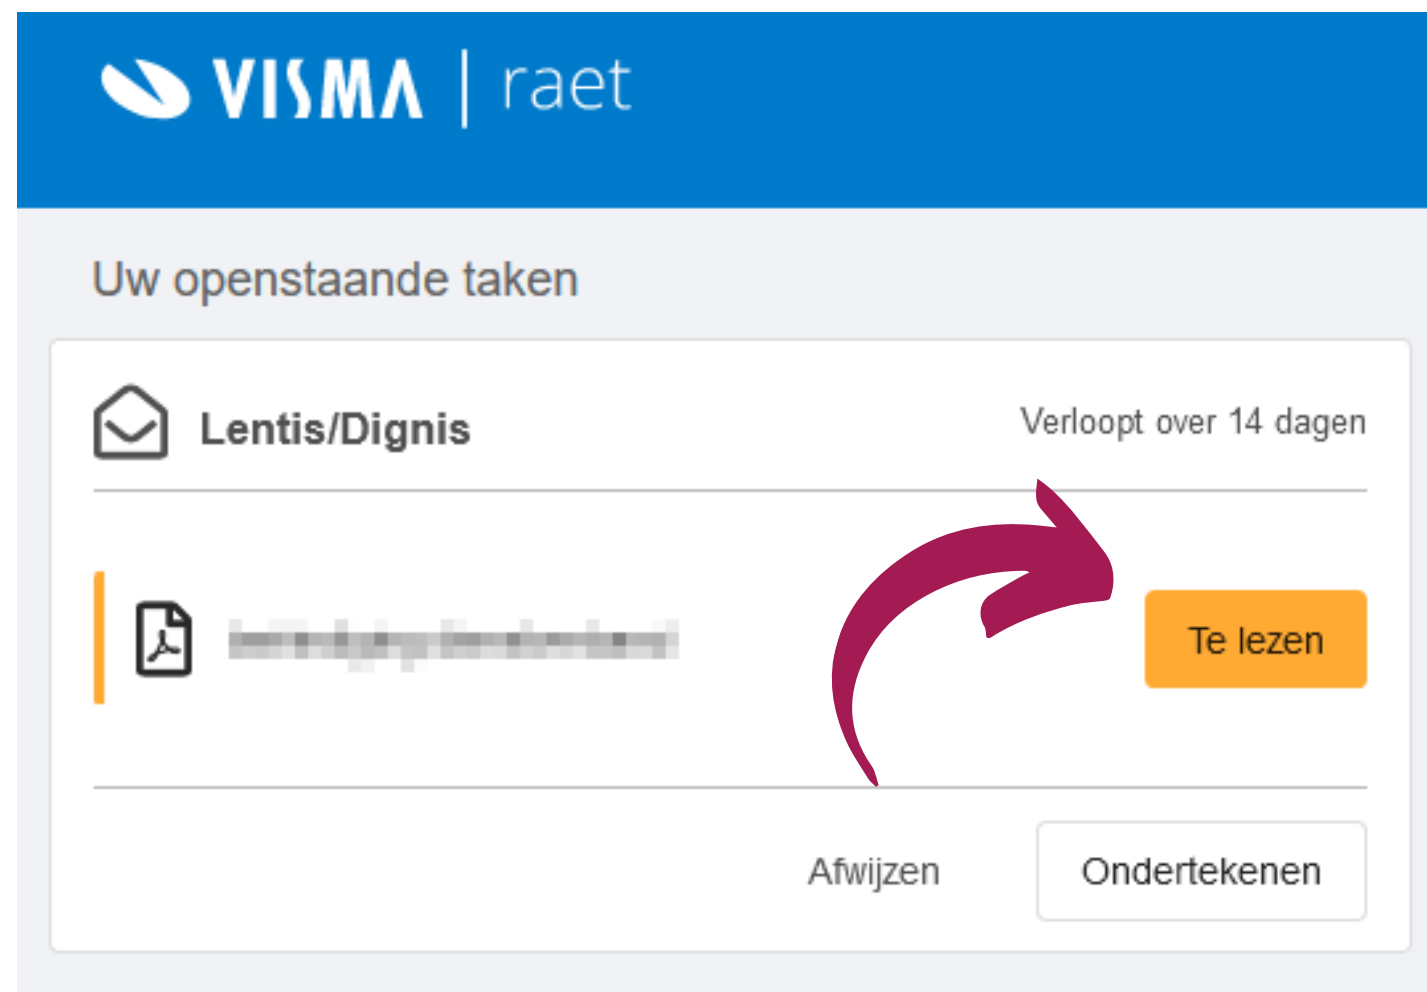 VISMA | raet
Uw openstaande taken
Lentis/Dignis
Verloopt over 14 dagen
Te lezen
Afwijzen
Ondertekenen